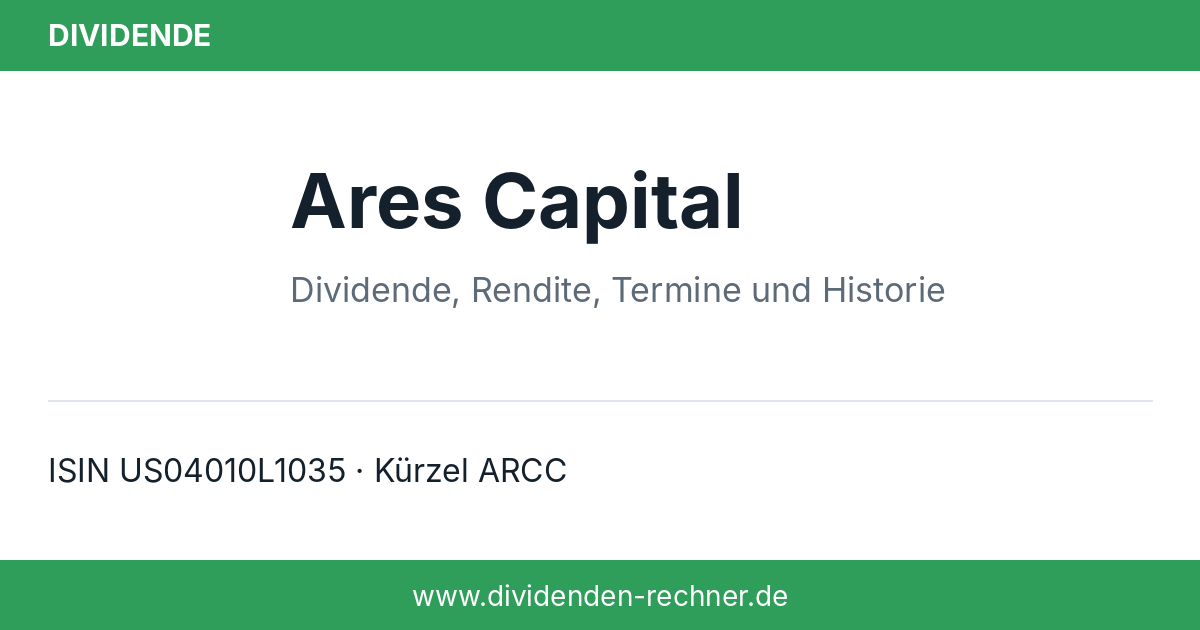 DIVIDENDE
Ares Capital
Dividende, Rendite, Termine und Historie
ISIN US04010L1035 · Kürzel ARCC
www.dividenden-rechner.de